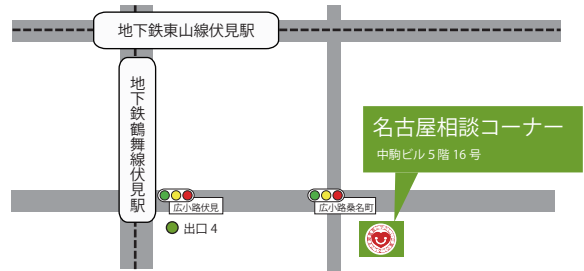 地下鉄東山線伏見駅
地下鉄鶴舞線伏見駅
名古屋相談コーナー
中駒ビル5階16号
広小路伏見
広小路桑名町
出口4